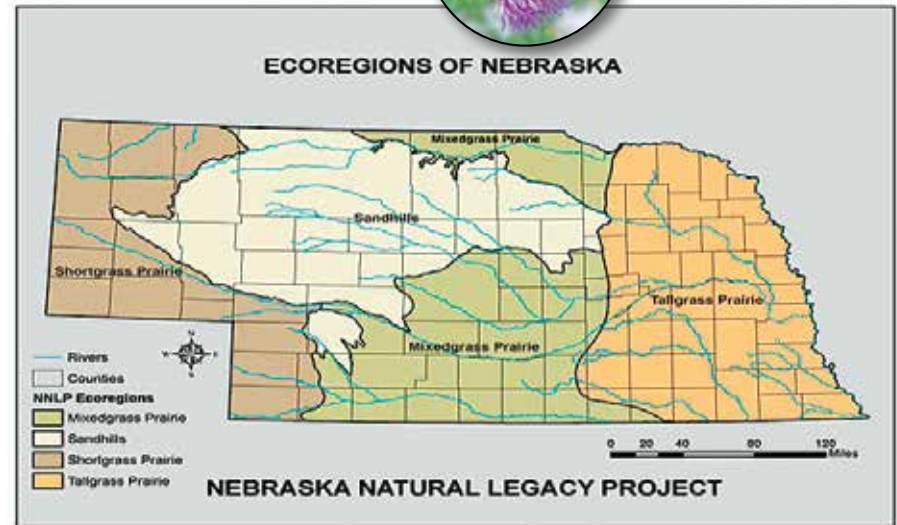 ECOREGIONS OF NEBRASKA
Mixedgrass Prairie
Sandhills
Shortgrass Prairie
Tallgrass Prairie
Mixedgrass Prairie
N
W E
S
Rivers
Counties
NNLP Ecoregions
Mixedgrass Prairie
Sandhills
Shortgrass Prairie
Tallgrass Prairie
0 20 40 80 120
Miles
NEBRASKA NATURAL LEGACY PROJECT